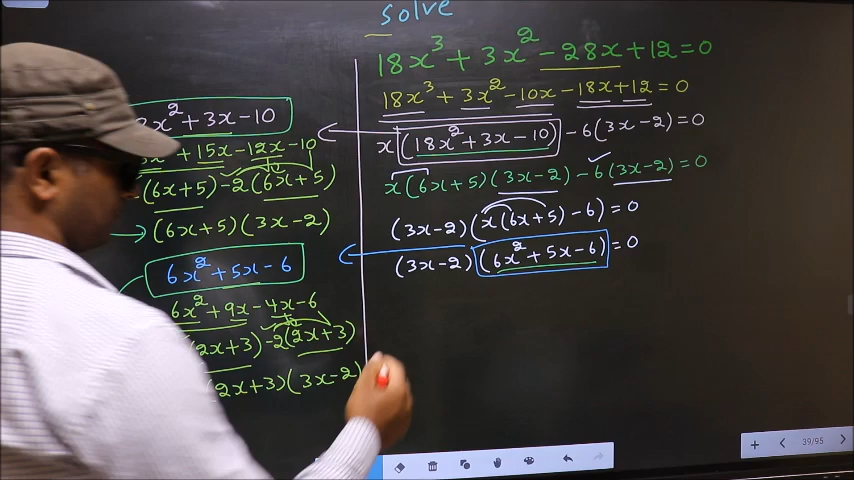 solve
18x³ + 3x² - 28x + 12 = 0
18x³ + 3x² - 10x - 18x + 12 = 0
x(18x² + 3x - 10) - 6(3x - 2) = 0
x(6x + 5)(3x - 2) - 6(3x - 2) = 0
(3x - 2)(x(6x + 5) - 6) = 0
(3x - 2)(6x² + 5x - 6) = 0
x² + 3x - 10
+ 15x - 12x - 10
(6x + 5) - 2(6x + 5)
(6x + 5)(3x - 2)
6x² + 5x - 6
6x² + 9x - 4x - 6
(2x + 3) - 2(2x + 3)
(2x + 3)(3x - 2)
39/95